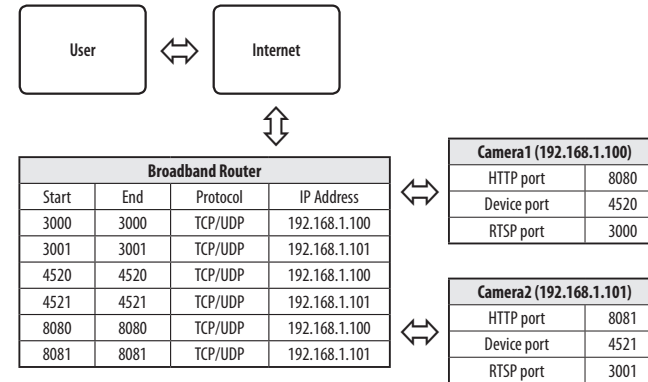 User
Internet
Broadband Router
Start End Protocol IP Address
3000 3000 TCP/UDP 192.168.1.100
3001 3001 TCP/UDP 192.168.1.101
4520 4520 TCP/UDP 192.168.1.100
4521 4521 TCP/UDP 192.168.1.101
8080 8080 TCP/UDP 192.168.1.100
8081 8081 TCP/UDP 192.168.1.101
Camera1 (192.168.1.100)
HTTP port 8080
Device port 4520
RTSP port 3000
Camera2 (192.168.1.101)
HTTP port 8081
Device port 4521
RTSP port 3001